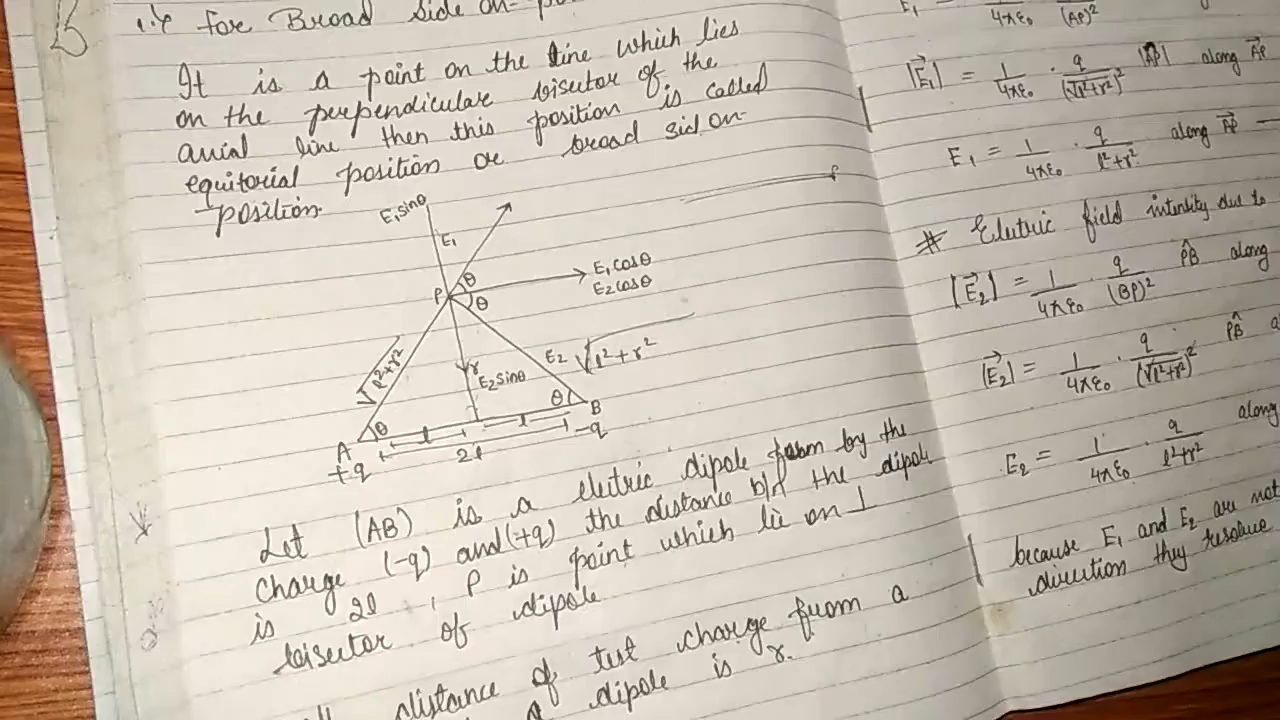 for Broad side on
It is a point on the line which lies
on the perpendicular bisector of the
axial line then this position is called
equitorial position or broad sid on
position.
E₁sinθ
E₁
θ
P
θ
E₁cosθ
E₂cosθ
√l²+r²
r
E₂sinθ
E₂ √l²+r²
θ
θ
A
+q
l
l
2l
B
-q
Let (AB) is a electric dipole form by the
charge (-q) and (+q) the distance b/t the dipole
is 2l , P is point which lie on ⊥
bisector of dipole
distance of test charge from a
dipole is r.
E₁ 4πε₀ (AP)²
|E⃗₁| = 1/4πε₀ · q/(√l²+r²)² along A⃗P
E₁ = 1/4πε₀ · q/l²+r² along A⃗P
# Electric field intensity due to
|E⃗₂| = 1/4πε₀ · q/(BP)² P̂B along
|E⃗₂| = 1/4πε₀ · q/(√l²+r²)² P̂B
E₂ = 1/4πε₀ · q/l²+r² along
because E₁ and E₂ are not
direction they resolve